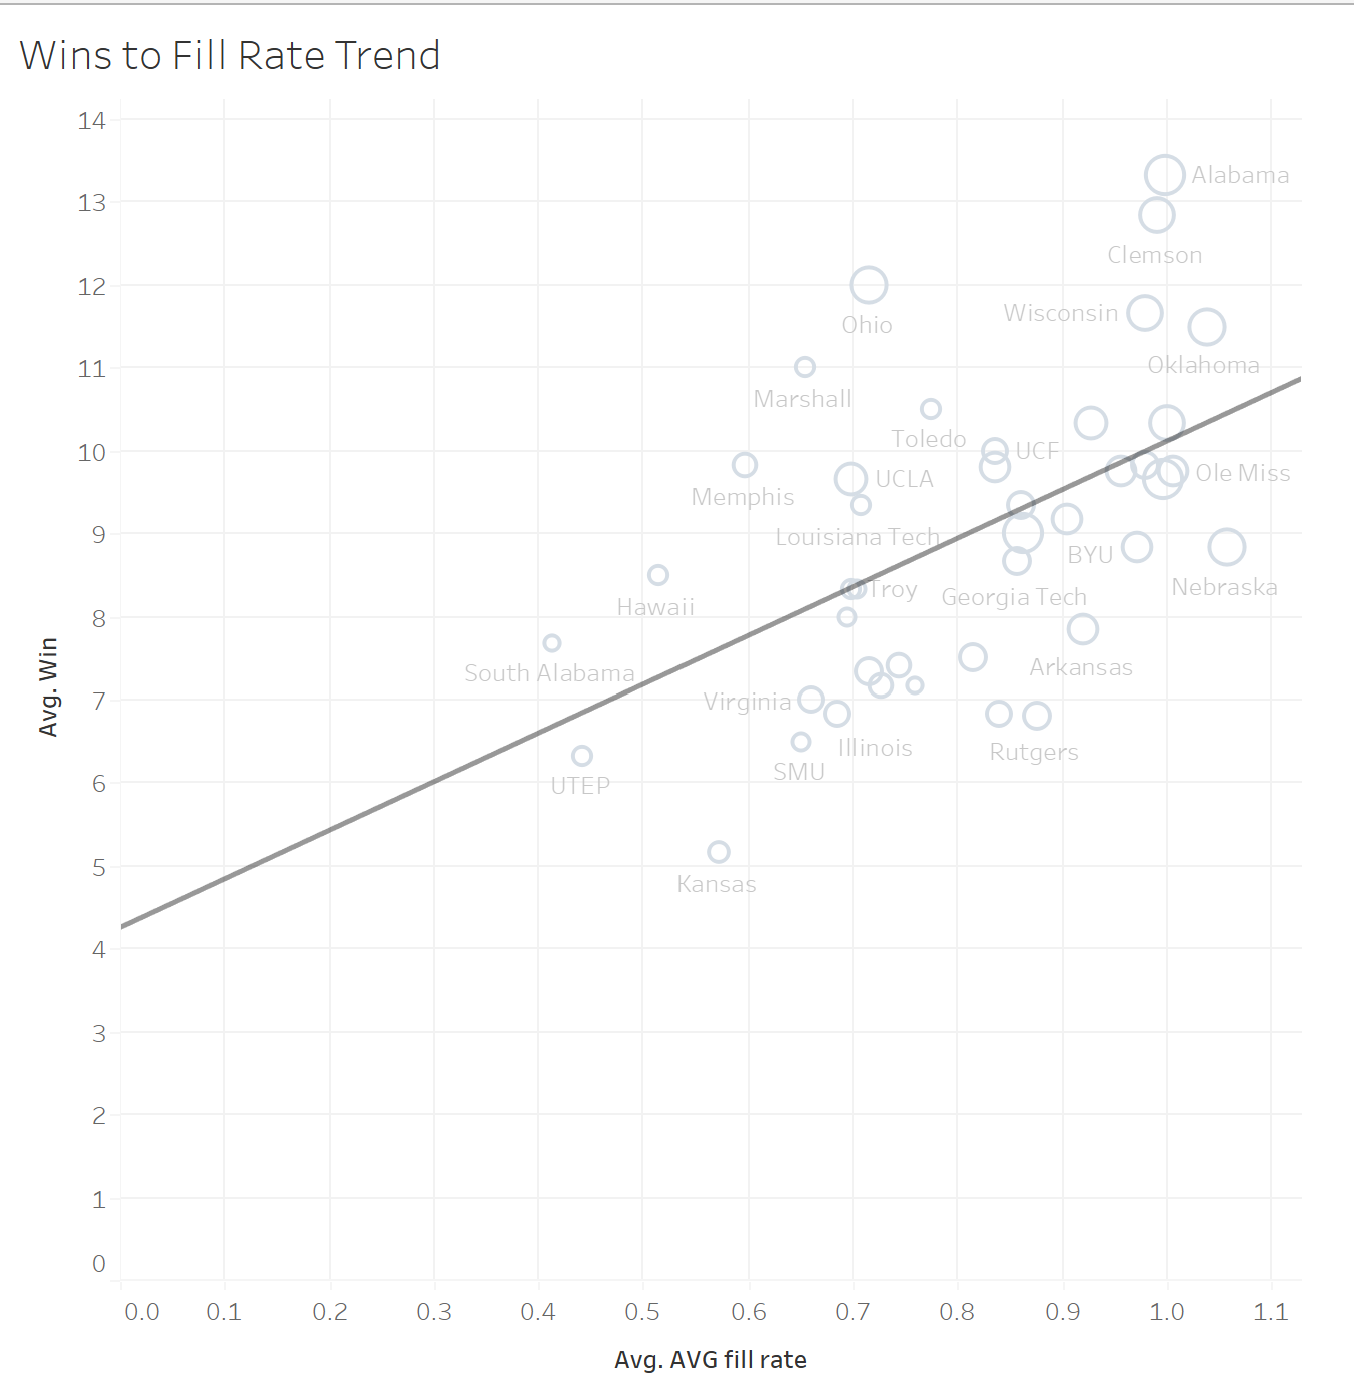 Wins to Fill Rate Trend
14
13
12
11
10
9
8
7
6
5
4
3
2
1
0
Avg. Win
Alabama
Clemson
Wisconsin
Ohio
Oklahoma
Marshall
Toledo
UCF
Memphis
UCLA
Ole Miss
Louisiana Tech
BYU
Nebraska
Troy
Georgia Tech
Hawaii
Arkansas
South Alabama
Virginia
Illinois
Rutgers
SMU
UTEP
Kansas
0.0 0.1 0.2 0.3 0.4 0.5 0.6 0.7 0.8 0.9 1.0 1.1
Avg. AVG fill rate